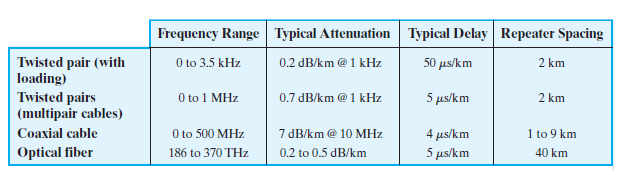 Frequency Range Typical Attenuation Typical Delay Repeater Spacing
Twisted pair (with 0 to 3.5 kHz 0.2 dB/km @ 1 kHz 50 μs/km 2 km
loading)
Twisted pairs 0 to 1 MHz 0.7 dB/km @ 1 kHz 5 μs/km 2 km
(multipair cables)
Coaxial cable 0 to 500 MHz 7 dB/km @ 10 MHz 4 μs/km 1 to 9 km
Optical fiber 186 to 370 THz 0.2 to 0.5 dB/km 5 μs/km 40 km